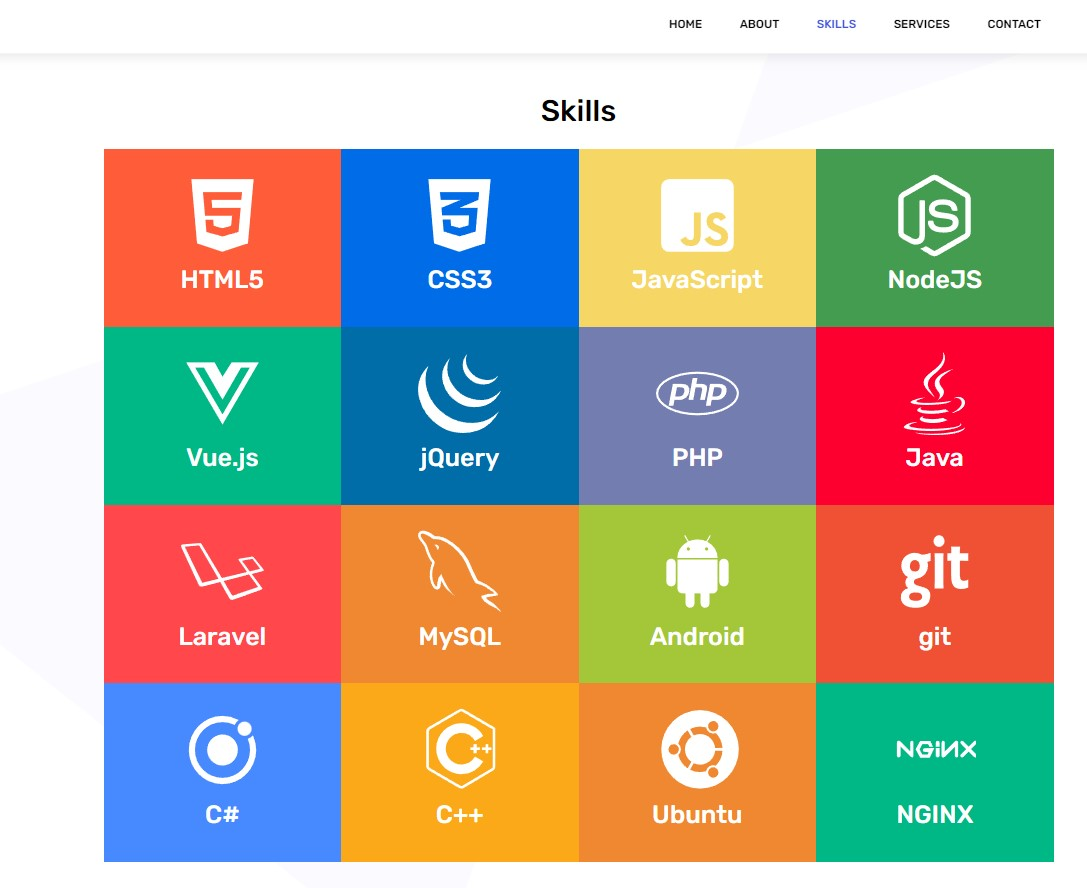 HOME ABOUT SKILLS SERVICES CONTACT
Skills
5 3 JS JS
HTML5 CSS3 JavaScript NodeJS
php
Vue.js jQuery PHP Java
git
Laravel MySQL Android git
C++ NGiNX
C# C++ Ubuntu NGINX